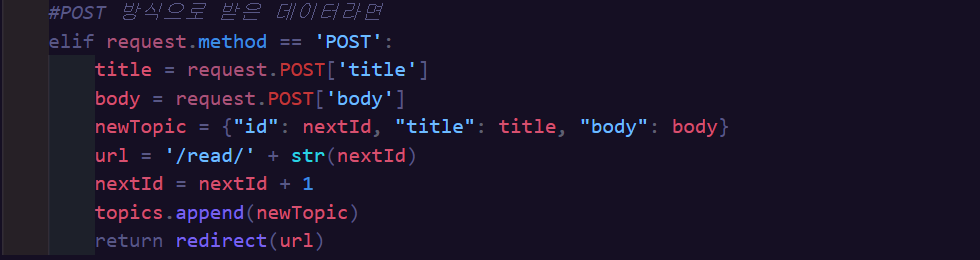 #POST 방식으로 받은 데이터라면
elif request.method == 'POST':
title = request.POST['title']
body = request.POST['body']
newTopic = {"id": nextId, "title": title, "body": body}
url = '/read/' + str(nextId)
nextId = nextId + 1
topics.append(newTopic)
return redirect(url)